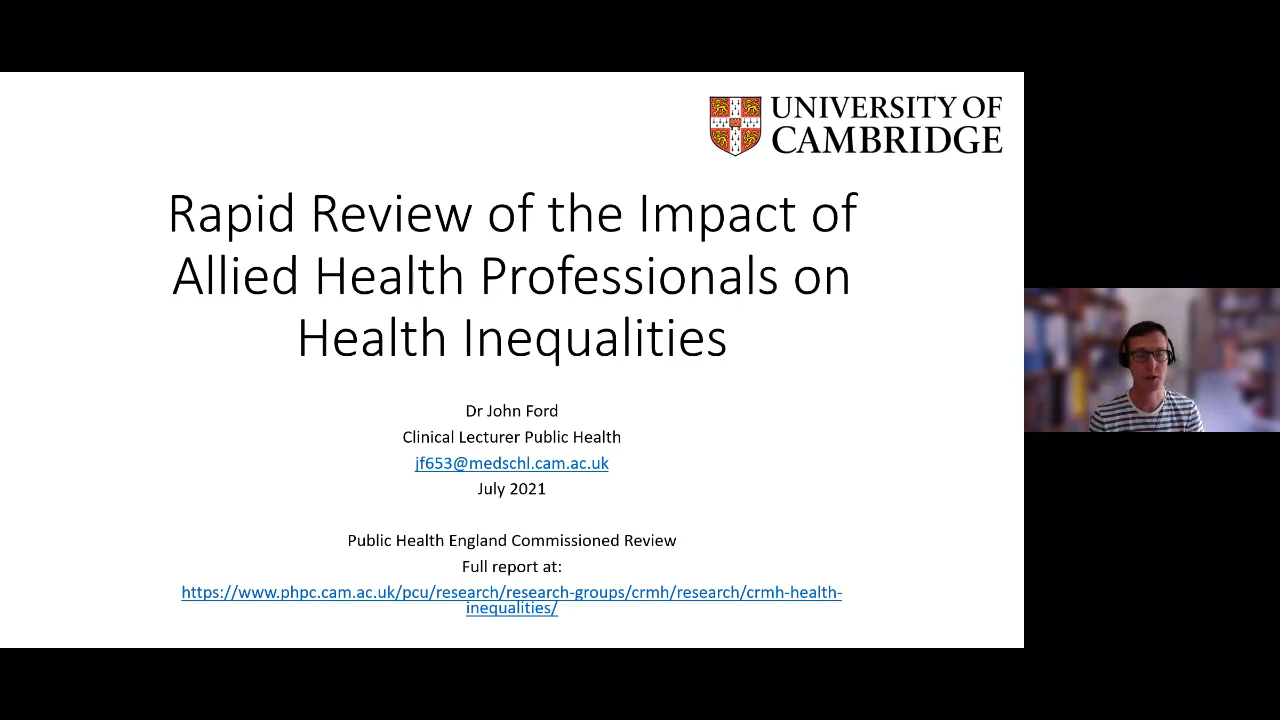 UNIVERSITY OF
CAMBRIDGE
Rapid Review of the Impact of
Allied Health Professionals on
Health Inequalities
Dr John Ford
Clinical Lecturer Public Health
jf653@medschl.cam.ac.uk
July 2021
Public Health England Commissioned Review
Full report at:
https://www.phpc.cam.ac.uk/pcu/research/research-groups/crmh/research/crmh-health-
inequalities/